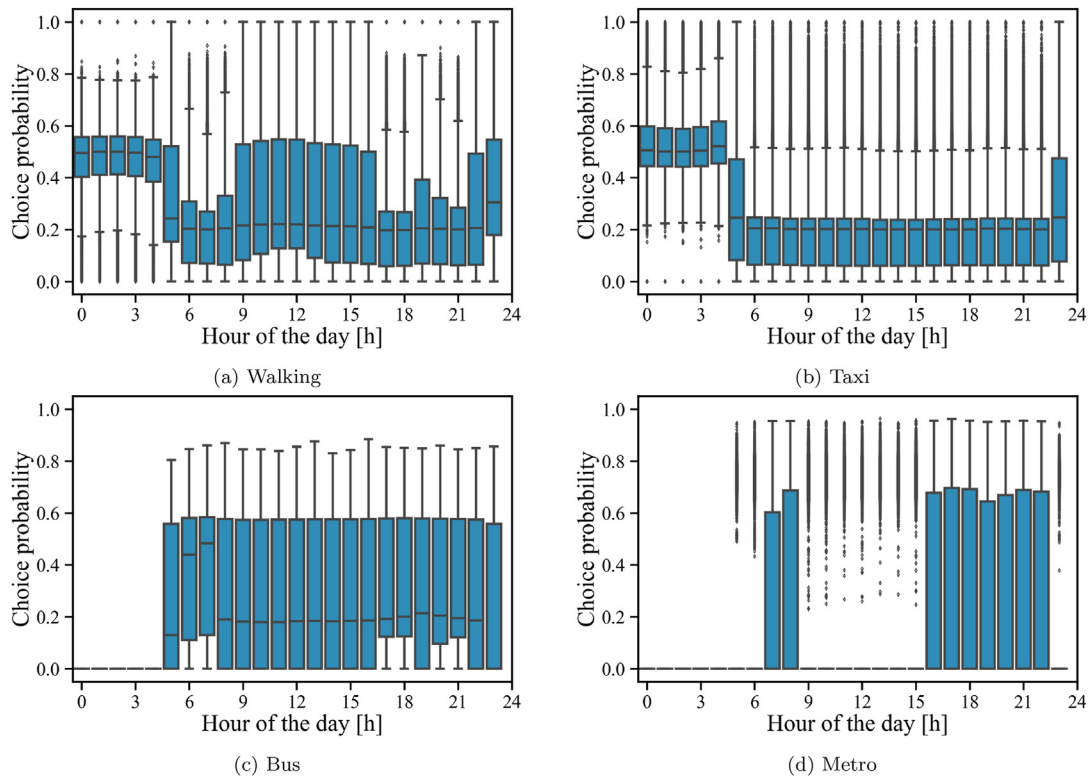 1.0
0.8
0.6
0.4
0.2
0.0
Choice probability
0 3 6 9 12 15 18 21 24
Hour of the day [h]
(a) Walking
1.0
0.8
0.6
0.4
0.2
0.0
Choice probability
0 3 6 9 12 15 18 21 24
Hour of the day [h]
(b) Taxi
1.0
0.8
0.6
0.4
0.2
0.0
Choice probability
0 3 6 9 12 15 18 21 24
Hour of the day [h]
(c) Bus
1.0
0.8
0.6
0.4
0.2
0.0
Choice probability
0 3 6 9 12 15 18 21 24
Hour of the day [h]
(d) Metro